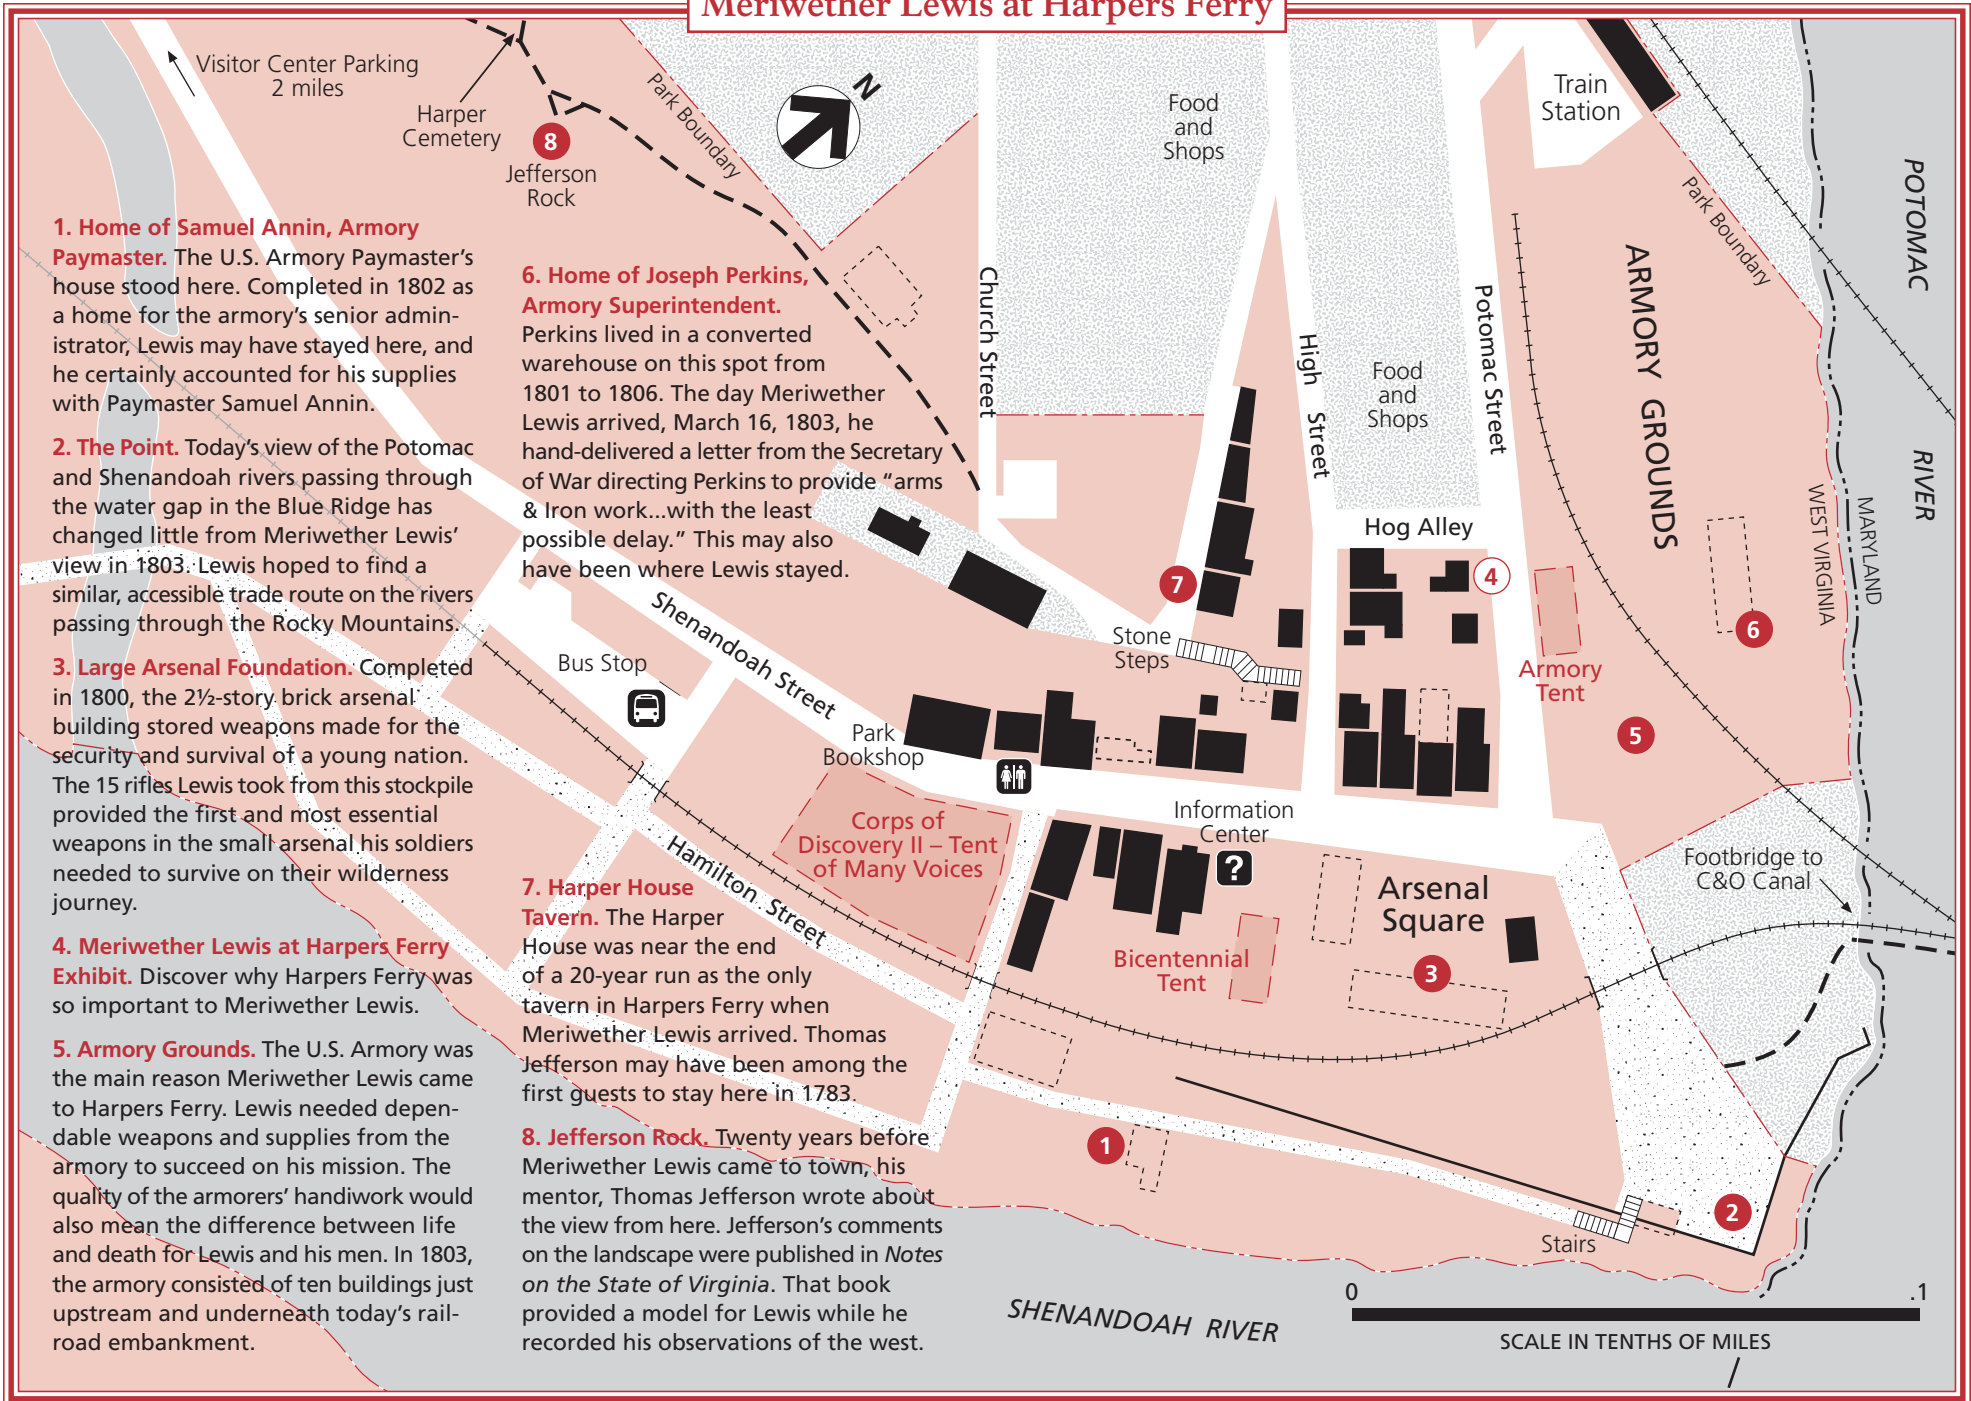 Meriwether Lewis at Harpers Ferry
Visitor Center Parking
2 miles
Harper
Cemetery
8
Jefferson
Rock
Park Boundary
N
Food
and
Shops
Train
Station
Park Boundary
POTOMAC
RIVER
Church Street
High Street
Potomac Street
Food
and
Shops
ARMORY GROUNDS
WEST VIRGINIA
MARYLAND
Hog Alley
4
7
6
Armory
Tent
5
Stone
Steps
Shenandoah Street
Bus Stop
Park
Bookshop
Information
Center
?
Corps of
Discovery II – Tent
of Many Voices
Hamilton Street
Bicentennial
Tent
Arsenal
Square
3
Footbridge to
C&O Canal
1
2
Stairs
SHENANDOAH RIVER
0 .1
SCALE IN TENTHS OF MILES
1. Home of Samuel Annin, Armory
Paymaster. The U.S. Armory Paymaster’s
house stood here. Completed in 1802 as
a home for the armory’s senior admin-
istrator, Lewis may have stayed here, and
he certainly accounted for his supplies
with Paymaster Samuel Annin.
2. The Point. Today’s view of the Potomac
and Shenandoah rivers passing through
the water gap in the Blue Ridge has
changed little from Meriwether Lewis’
view in 1803. Lewis hoped to find a
similar, accessible trade route on the rivers
passing through the Rocky Mountains.
3. Large Arsenal Foundation. Completed
in 1800, the 2½-story brick arsenal
building stored weapons made for the
security and survival of a young nation.
The 15 rifles Lewis took from this stockpile
provided the first and most essential
weapons in the small arsenal his soldiers
needed to survive on their wilderness
journey.
4. Meriwether Lewis at Harpers Ferry
Exhibit. Discover why Harpers Ferry was
so important to Meriwether Lewis.
5. Armory Grounds. The U.S. Armory was
the main reason Meriwether Lewis came
to Harpers Ferry. Lewis needed depen-
dable weapons and supplies from the
armory to succeed on his mission. The
quality of the armorers’ handiwork would
also mean the difference between life
and death for Lewis and his men. In 1803,
the armory consisted of ten buildings just
upstream and underneath today’s rail-
road embankment.
6. Home of Joseph Perkins,
Armory Superintendent.
Perkins lived in a converted
warehouse on this spot from
1801 to 1806. The day Meriwether
Lewis arrived, March 16, 1803, he
hand-delivered a letter from the Secretary
of War directing Perkins to provide “arms
& Iron work...with the least
possible delay.” This may also
have been where Lewis stayed.
7. Harper House
Tavern. The Harper
House was near the end
of a 20-year run as the only
tavern in Harpers Ferry when
Meriwether Lewis arrived. Thomas
Jefferson may have been among the
first guests to stay here in 1783.
8. Jefferson Rock. Twenty years before
Meriwether Lewis came to town, his
mentor, Thomas Jefferson wrote about
the view from here. Jefferson’s comments
on the landscape were published in Notes
on the State of Virginia. That book
provided a model for Lewis while he
recorded his observations of the west.